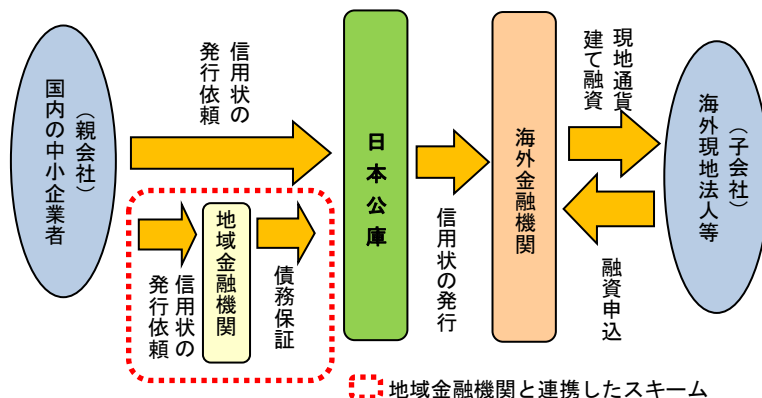 国内の中小企業者
（親会社）
信用状の
発行依頼
信用状の
発行依頼
地域金融機関
債務保証
日本公庫
信用状の発行
海外金融機関
現地通貨
建て融資
融資申込
海外現地法人等
（子会社）
地域金融機関と連携したスキーム